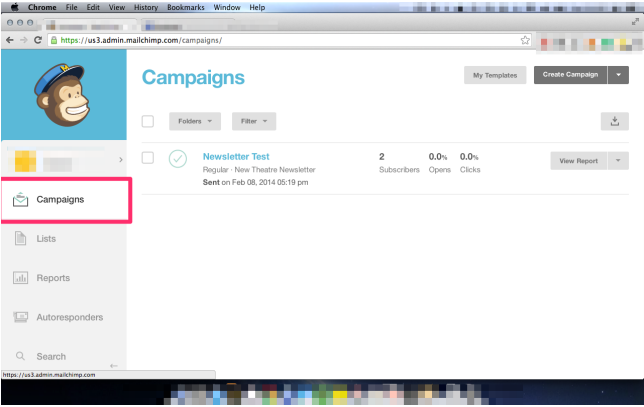 Chrome File Edit View History Bookmarks Window Help
https://us3.admin.mailchimp.com/campaigns/
Campaigns
My Templates
Create Campaign
Folders
Filter
Newsletter Test
Regular · New Theatre Newsletter
Sent on Feb 08, 2014 05:19 pm
2
Subscribers
0.0%
Opens
0.0%
Clicks
View Report
Campaigns
Lists
Reports
Autoresponders
Search
https://us3.admin.mailchimp.com